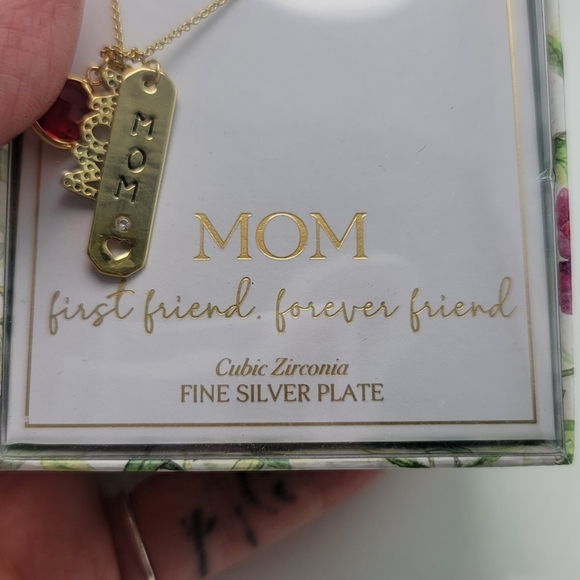 MOM
MOM
first friend. forever friend
Cubic Zirconia
FINE SILVER PLATE